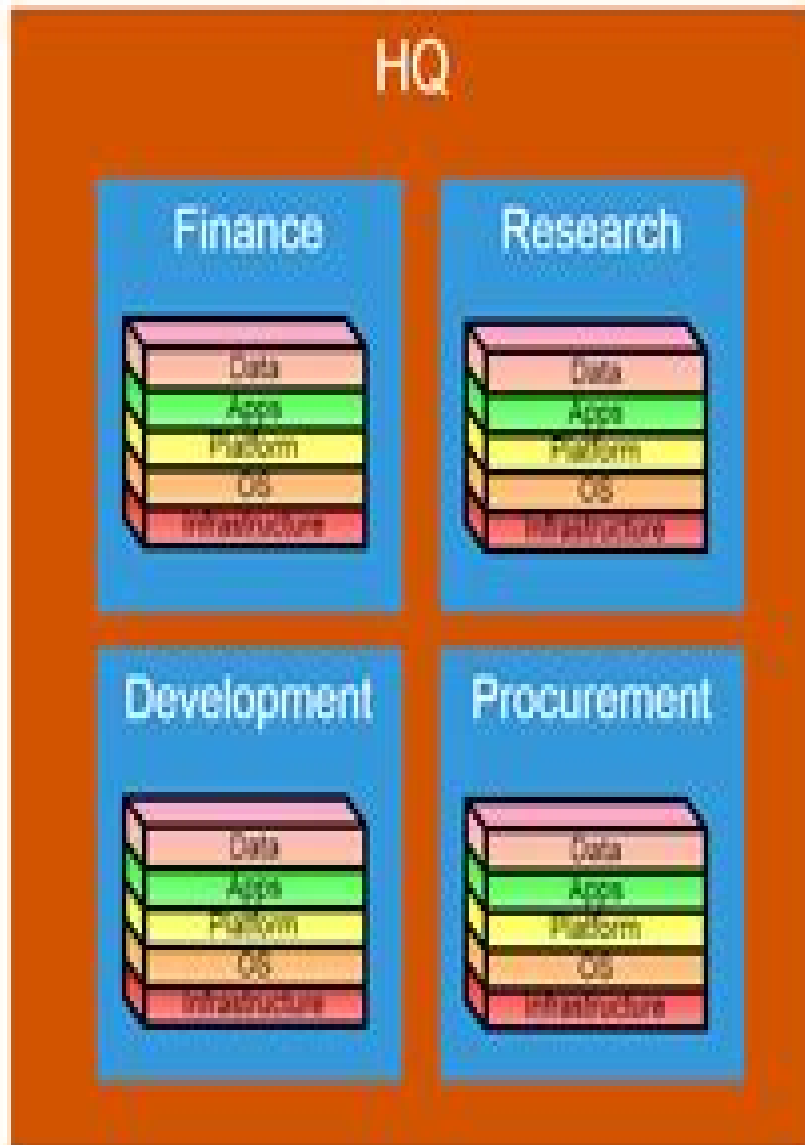 HQ
Finance
Data
Apps
Platform
OS
Infrastructure
Research
Data
Apps
Platform
OS
Infrastructure
Development
Data
Apps
Platform
OS
Infrastructure
Procurement
Data
Apps
Platform
OS
Infrastructure